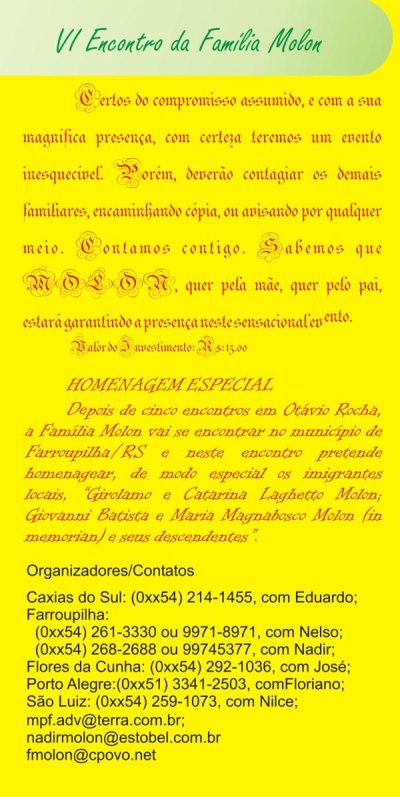 VI Encontro da Família Molon
Certos do compromisso assumido, e com a sua
magnífica presença, com certeza teremos um evento
inesquecível. Porém, deverão contagiar os demais
familiares, encaminhando cópia, ou avisando por qualquer
meio. Contamos contigo. Sabemos que
MOLON, quer pela mãe, quer pelo pai,
estará garantindo a presença neste sensacional evento.
Valor do Investimento: R$:15,00
HOMENAGEM ESPECIAL
Depois de cinco encontros em Otávio Rocha,
a Família Molon vai se encontrar no município de
Farroupilha/RS e neste encontro pretende
homenagear, de modo especial os imigrantes
locais, "Girolamo e Catarina Laghetto Molon;
Giovanni Batista e Maria Magnabosco Molon (in
memorian) e seus descendentes".
Organizadores/Contatos
Caxias do Sul: (0xx54) 214-1455, com Eduardo;
Farroupilha:
(0xx54) 261-3330 ou 9971-8971, com Nelso;
(0xx54) 268-2688 ou 99745377, com Nadir;
Flores da Cunha: (0xx54) 292-1036, com José;
Porto Alegre:(0xx51) 3341-2503, comFloriano;
São Luiz: (0xx54) 259-1073, com Nilce;
mpf.adv@terra.com.br;
nadirmolon@estobel.com.br
fmolon@cpovo.net